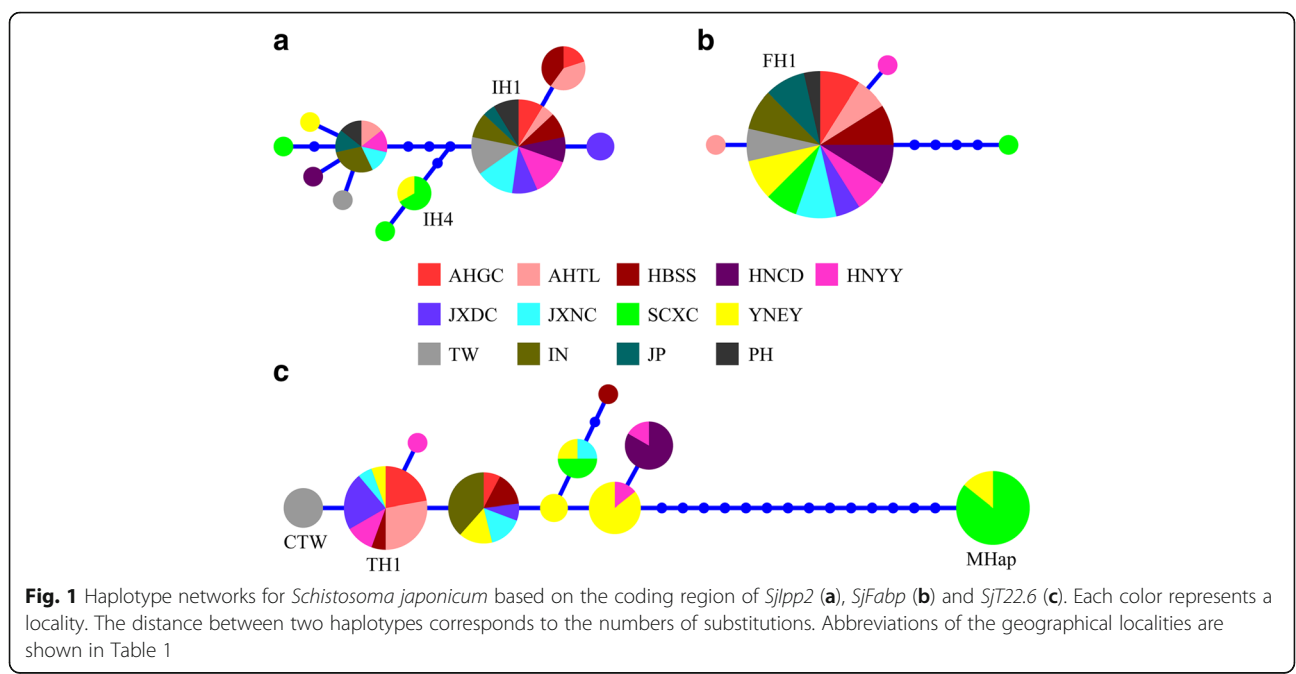 a
b
FH1
IH1
IH4
AHGC AHTL HBSS HNCD HNYY
JXDC JXNC SCXC YNEY
TW IN JP PH
c
CTW
TH1
MHap
Fig. 1 Haplotype networks for Schistosoma japonicum based on the coding region of SjIpp2 (a), SjFabp (b) and SjT22.6 (c). Each color represents a
locality. The distance between two haplotypes corresponds to the numbers of substitutions. Abbreviations of the geographical localities are
shown in Table 1